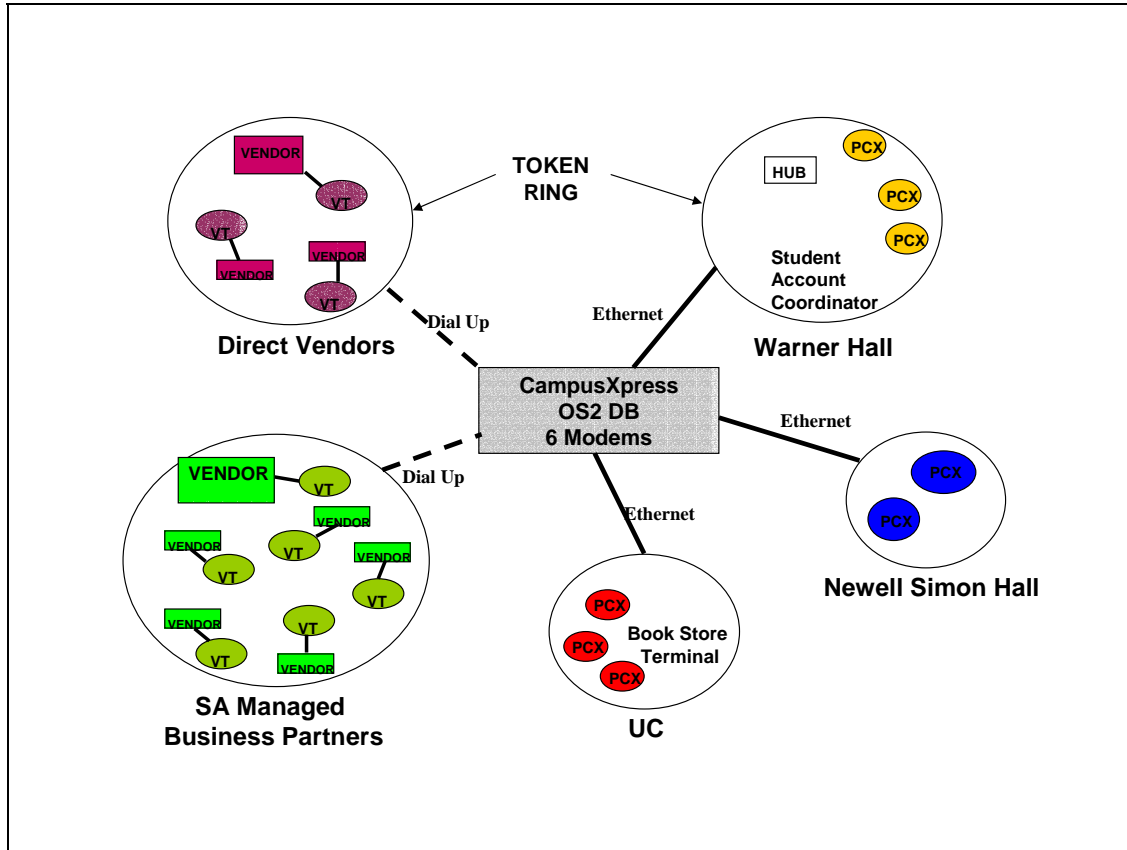 VENDOR
VT
VT
VENDOR
VENDOR
VT
Direct Vendors
TOKEN
RING
HUB
PCX
PCX
PCX
Student
Account
Coordinator
Warner Hall
Dial Up
Ethernet
CampusXpress
OS2 DB
6 Modems
Dial Up
Ethernet
Ethernet
VENDOR
VT
VENDOR
VT
VENDOR
VT
VENDOR
VT
VENDOR
VT
VT
VENDOR
SA Managed
Business Partners
PCX
PCX
PCX
Book Store
Terminal
UC
PCX
PCX
Newell Simon Hall